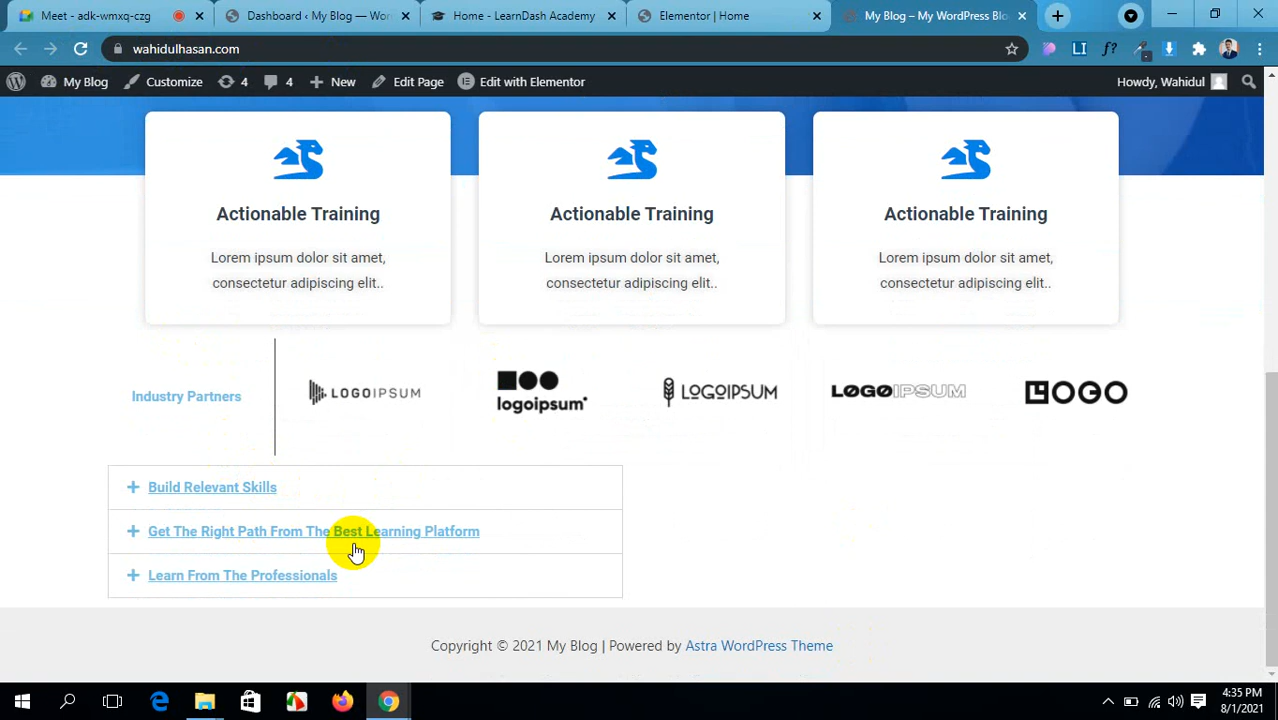 Meet - adk-wmxq-czg
Dashboard ‹ My Blog — Wor
Home - LearnDash Academy
Elementor | Home
My Blog – My WordPress Blo
wahidulhasan.com
My Blog
Customize
4
4
New
Edit Page
Edit with Elementor
Howdy, Wahidul
Actionable Training
Actionable Training
Actionable Training
Lorem ipsum dolor sit amet,
consectetur adipiscing elit..
Lorem ipsum dolor sit amet,
consectetur adipiscing elit..
Lorem ipsum dolor sit amet,
consectetur adipiscing elit..
Industry Partners
LOGOIPSUM
logoipsum
LOGOIPSUM
LOGOIPSUM
LOGO
Build Relevant Skills
Get The Right Path From The Best Learning Platform
Learn From The Professionals
Copyright © 2021 My Blog | Powered by Astra WordPress Theme
4:35 PM
8/1/2021